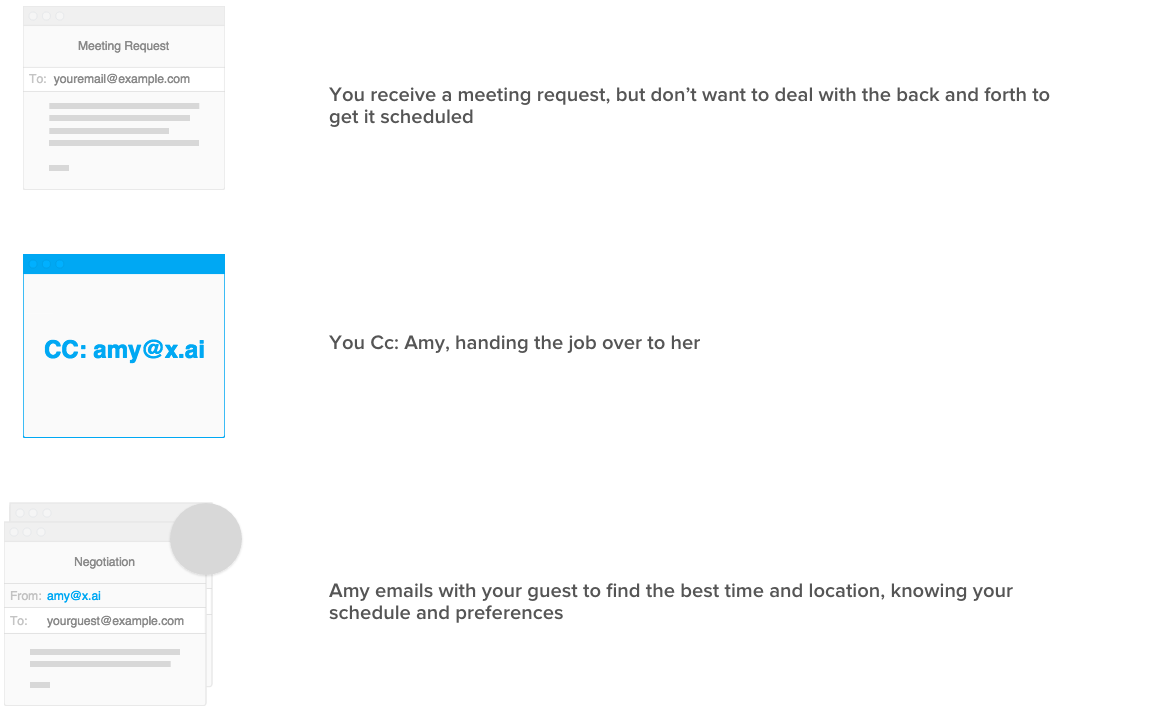 Meeting Request
To: youremail@example.com
You receive a meeting request, but don’t want to deal with the back and forth to
get it scheduled
CC: amy@x.ai
You Cc: Amy, handing the job over to her
Negotiation
From: amy@x.ai
To: yourguest@example.com
Amy emails with your guest to find the best time and location, knowing your
schedule and preferences